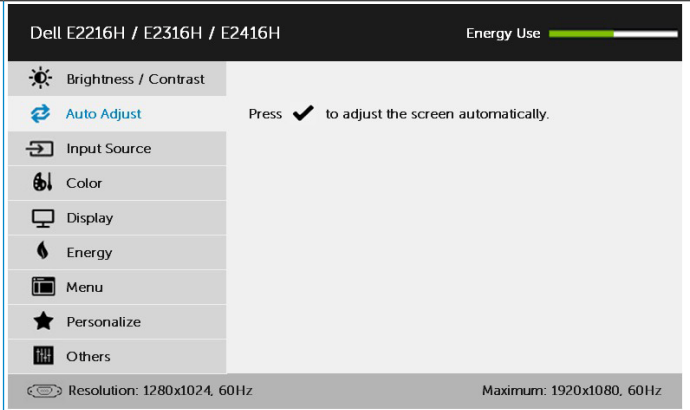 Dell E2216H / E2316H / E2416H
Energy Use
Brightness / Contrast
Auto Adjust
Press ✔ to adjust the screen automatically.
Input Source
Color
Display
Energy
Menu
Personalize
Others
Resolution: 1280x1024, 60Hz
Maximum: 1920x1080, 60Hz